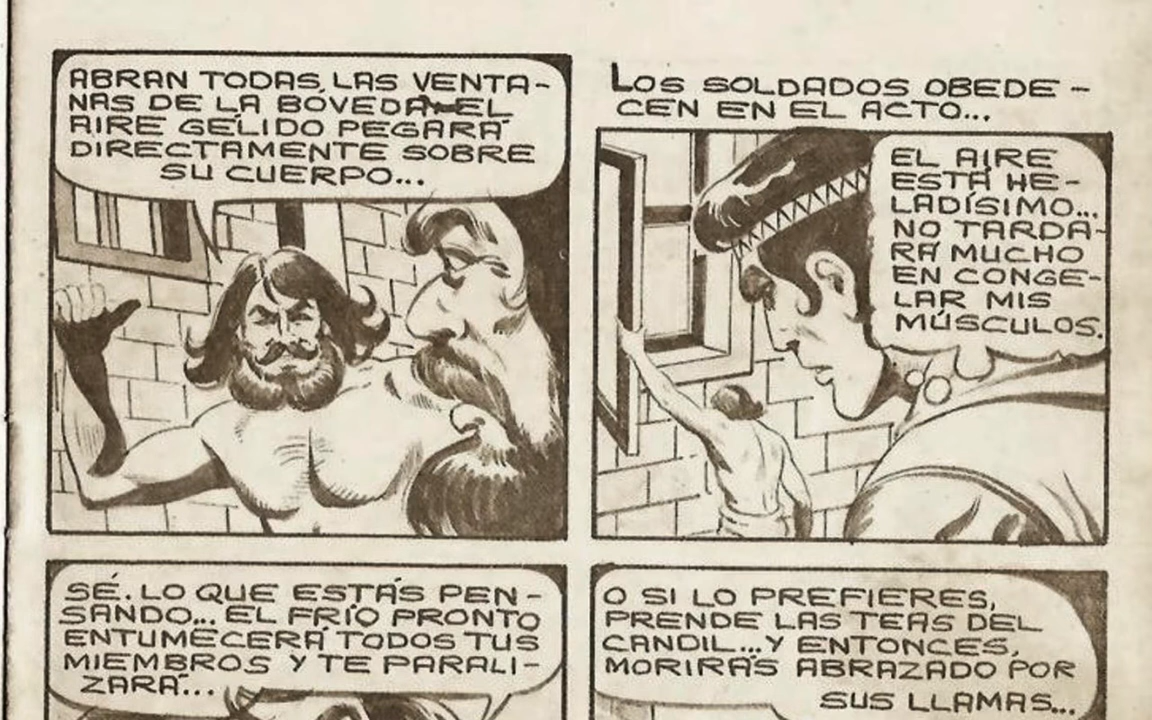 ABRAN TODAS LAS VENTA-
NAS DE LA BÓVEDA EL
AIRE GÉLIDO PEGARÁ
DIRECTAMENTE SOBRE
SU CUERPO...
LOS SOLDADOS OBEDE-
CEN EN EL ACTO...
EL AIRE
ESTÁ HE-
LADÍSIMO...
NO TARDA-
RÁ MUCHO
EN CONGE-
LAR MIS
MÚSCULOS.
SÉ. LO QUE ESTÁS PEN-
SANDO... EL FRÍO PRONTO
ENTUMECERÁ TODOS TUS
MIEMBROS Y TE PARALI-
ZARÁ...
O SI LO PREFIERES,
PRENDE LAS TEAS DEL
CANDIL... Y ENTONCES,
MORIRÁS ABRAZADO POR
SUS LLAMAS...